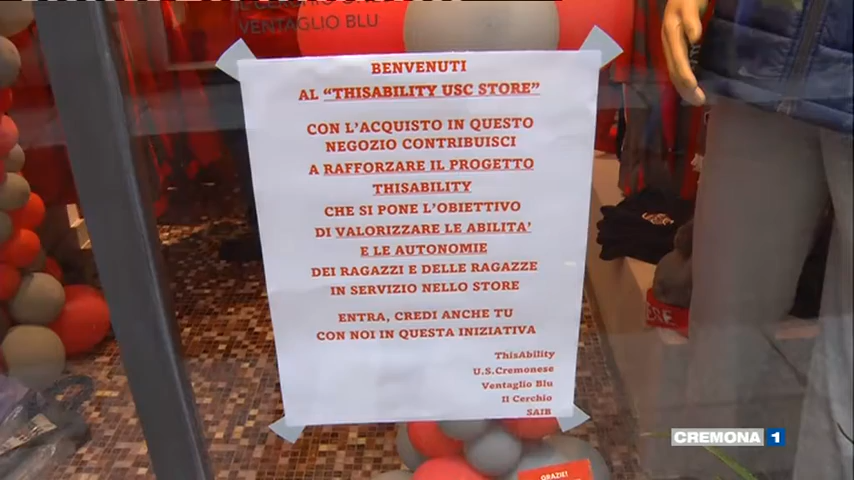 VENTAGLIO BLU
BENVENUTI
AL “THISABILITY USC STORE”
CON L’ACQUISTO IN QUESTO
NEGOZIO CONTRIBUISCI
A RAFFORZARE IL PROGETTO
THISABILITY
CHE SI PONE L’OBIETTIVO
DI VALORIZZARE LE ABILITA’
E LE AUTONOMIE
DEI RAGAZZI E DELLE RAGAZZE
IN SERVIZIO NELLO STORE
ENTRA, CREDI ANCHE TU
CON NOI IN QUESTA INIZIATIVA
ThisAbility
U.S.Cremonese
Ventaglio Blu
Il Cerchio
SAIB
CREMONA 1
GRAZIE!